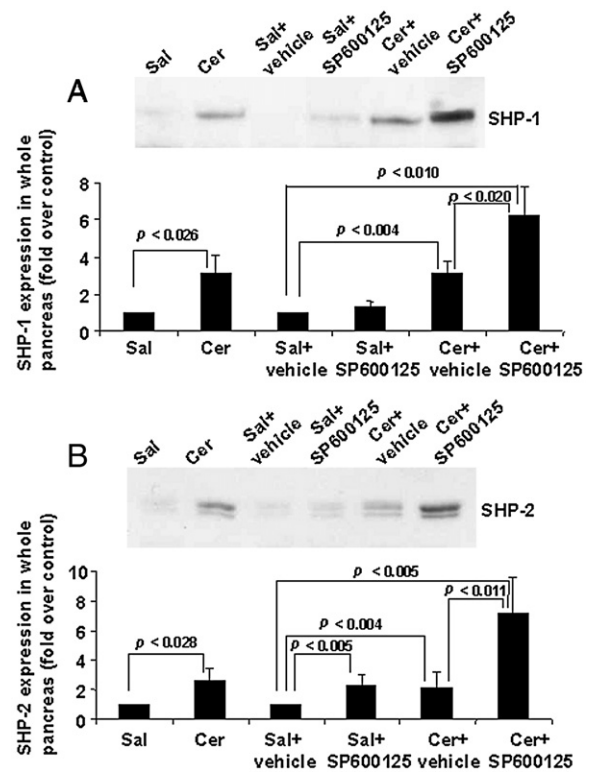 A
Sal
Cer
Sal+
vehicle
Sal+
SP600125
Cer+
vehicle
Cer+
SP600125
SHP-1
SHP-1 expression in whole
pancreas (fold over control)
8
6
4
2
0
p < 0.026
p < 0.010
p < 0.020
p < 0.004
Sal
Cer
Sal+
vehicle
Sal+
SP600125
Cer+
vehicle
Cer+
SP600125
B
Sal
Cer
Sal+
vehicle
Sal+
SP600125
Cer+
vehicle
Cer+
SP600125
SHP-2
SHP-2 expression in whole
pancreas (fold over control)
10
8
6
4
2
0
p < 0.028
p < 0.005
p < 0.011
p < 0.004
p < 0.005
Sal
Cer
Sal+
vehicle
Sal+
SP600125
Cer+
vehicle
Cer+
SP600125